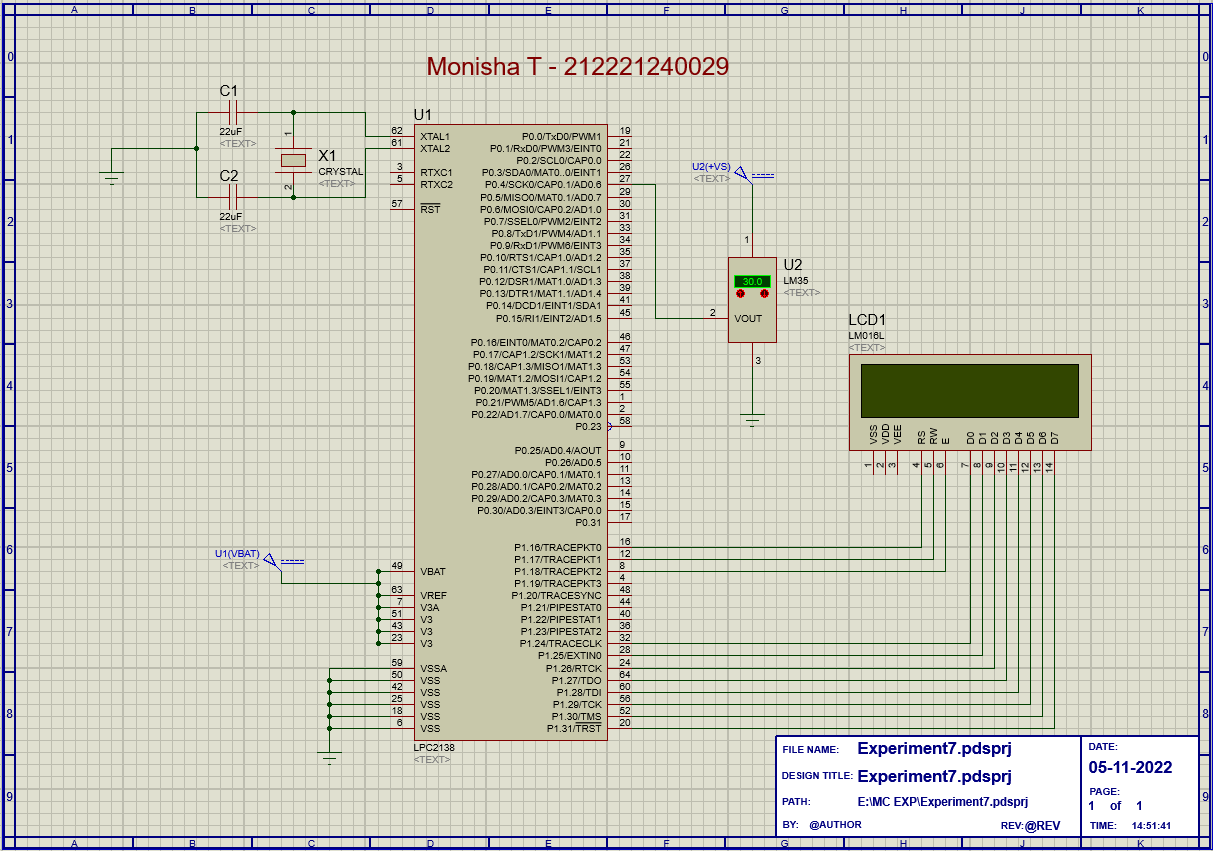 A B C D E F G H J K
0 0
1 1
2 2
3 3
4 4
5 5
6 6
7 7
8 8
9 9
Monisha T - 212221240029
C1
22uF
<TEXT>
C2
22uF
<TEXT>
1
2
X1
CRYSTAL
<TEXT>
U1
62 XTAL1
61 XTAL2
3 RTXC1
5 RTXC2
57 RST
P0.0/TxD0/PWM1 19
P0.1/RxD0/PWM3/EINT0 21
P0.2/SCL0/CAP0.0 22
P0.3/SDA0/MAT0..0/EINT1 26
P0.4/SCK0/CAP0.1/AD0.6 27
P0.5/MISO0/MAT0.1/AD0.7 29
P0.6/MOSI0/CAP0.2/AD1.0 30
P0.7/SSEL0/PWM2/EINT2 31
P0.8/TxD1/PWM4/AD1.1 33
P0.9/RxD1/PWM6/EINT3 34
P0.10/RTS1/CAP1.0/AD1.2 35
P0.11/CTS1/CAP1.1/SCL1 37
P0.12/DSR1/MAT1.0/AD1.3 38
P0.13/DTR1/MAT1.1/AD1.4 39
P0.14/DCD1/EINT1/SDA1 41
P0.15/RI1/EINT2/AD1.5 45
P0.16/EINT0/MAT0.2/CAP0.2 46
P0.17/CAP1.2/SCK1/MAT1.2 47
P0.18/CAP1.3/MISO1/MAT1.3 53
P0.19/MAT1.2/MOSI1/CAP1.2 54
P0.20/MAT1.3/SSEL1/EINT3 55
P0.21/PWM5/AD1.6/CAP1.3 1
P0.22/AD1.7/CAP0.0/MAT0.0 2
P0.23 58
P0.25/AD0.4/AOUT 9
P0.26/AD0.5 10
P0.27/AD0.0/CAP0.1/MAT0.1 11
P0.28/AD0.1/CAP0.2/MAT0.2 13
P0.29/AD0.2/CAP0.3/MAT0.3 14
P0.30/AD0.3/EINT3/CAP0.0 15
P0.31 17
P1.16/TRACEPKT0 16
P1.17/TRACEPKT1 12
P1.18/TRACEPKT2 8
P1.19/TRACEPKT3 4
P1.20/TRACESYNC 48
P1.21/PIPESTAT0 44
P1.22/PIPESTAT1 40
P1.23/PIPESTAT2 36
P1.24/TRACECLK 32
P1.25/EXTIN0 28
P1.26/RTCK 24
P1.27/TDO 64
P1.28/TDI 60
P1.29/TCK 56
P1.30/TMS 52
P1.31/TRST 20
U1(VBAT)
<TEXT>
49 VBAT
63 VREF
7 V3A
51 V3
43 V3
23 V3
59 VSSA
50 VSS
42 VSS
25 VSS
18 VSS
6 VSS
LPC2138
<TEXT>
U2(+VS)
<TEXT>
1
U2
LM35
<TEXT>
30.0
2 VOUT
3
LCD1
LM016L
<TEXT>
VSS VDD VEE RS RW E D0 D1 D2 D3 D4 D5 D6 D7
1 2 3 4 5 6 7 8 9 10 11 12 13 14
FILE NAME: Experiment7.pdsprj
DESIGN TITLE: Experiment7.pdsprj
PATH: E:\MC EXP\Experiment7.pdsprj
BY: @AUTHOR REV:@REV
DATE:
05-11-2022
PAGE:
1 of 1
TIME: 14:51:41
A B C D E F G H J K